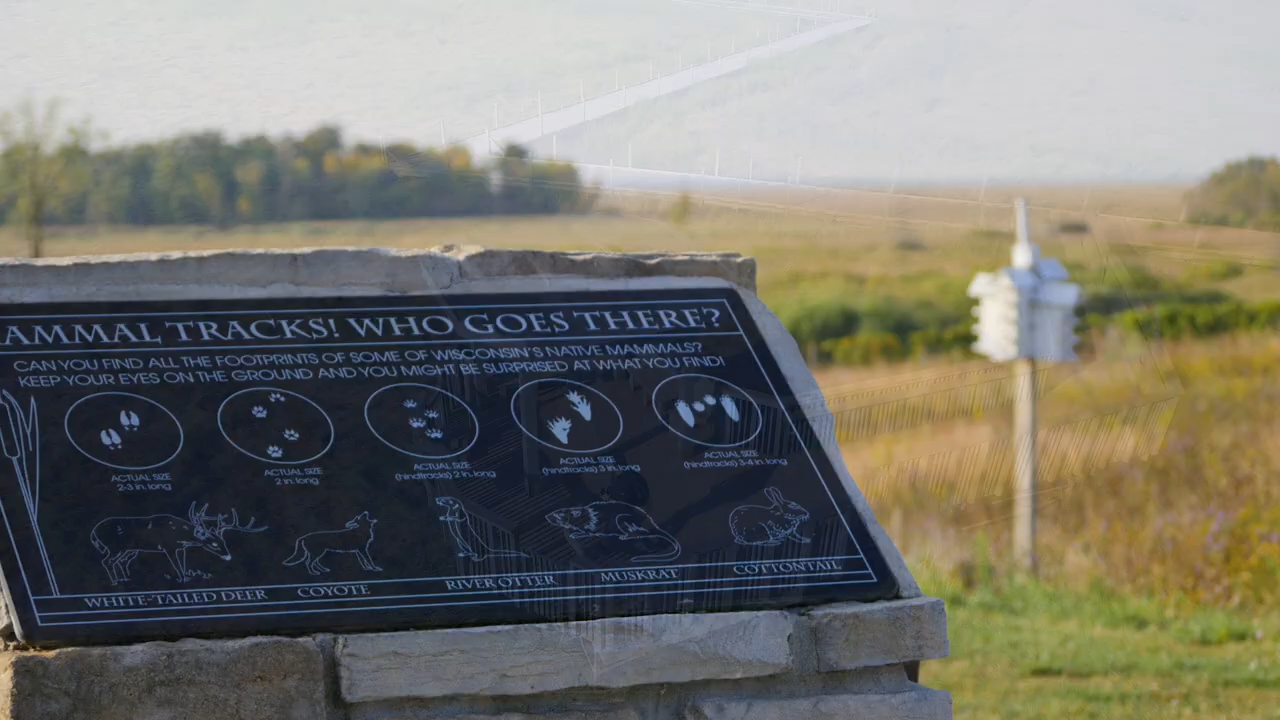 AMMAL TRACKS! WHO GOES THERE?
CAN YOU FIND ALL THE FOOTPRINTS OF SOME OF WISCONSIN'S NATIVE MAMMALS?
KEEP YOUR EYES ON THE GROUND AND YOU MIGHT BE SURPRISED AT WHAT YOU FIND!
ACTUAL SIZE
2-3 in. long
ACTUAL SIZE
2 in. long
ACTUAL SIZE
(hindtracks) 2 in. long
ACTUAL SIZE
(hindtracks) 3 in. long
ACTUAL SIZE
(hindtracks) 3-4 in. long
WHITE-TAILED DEER
COYOTE
RIVER OTTER
MUSKRAT
COTTONTAIL